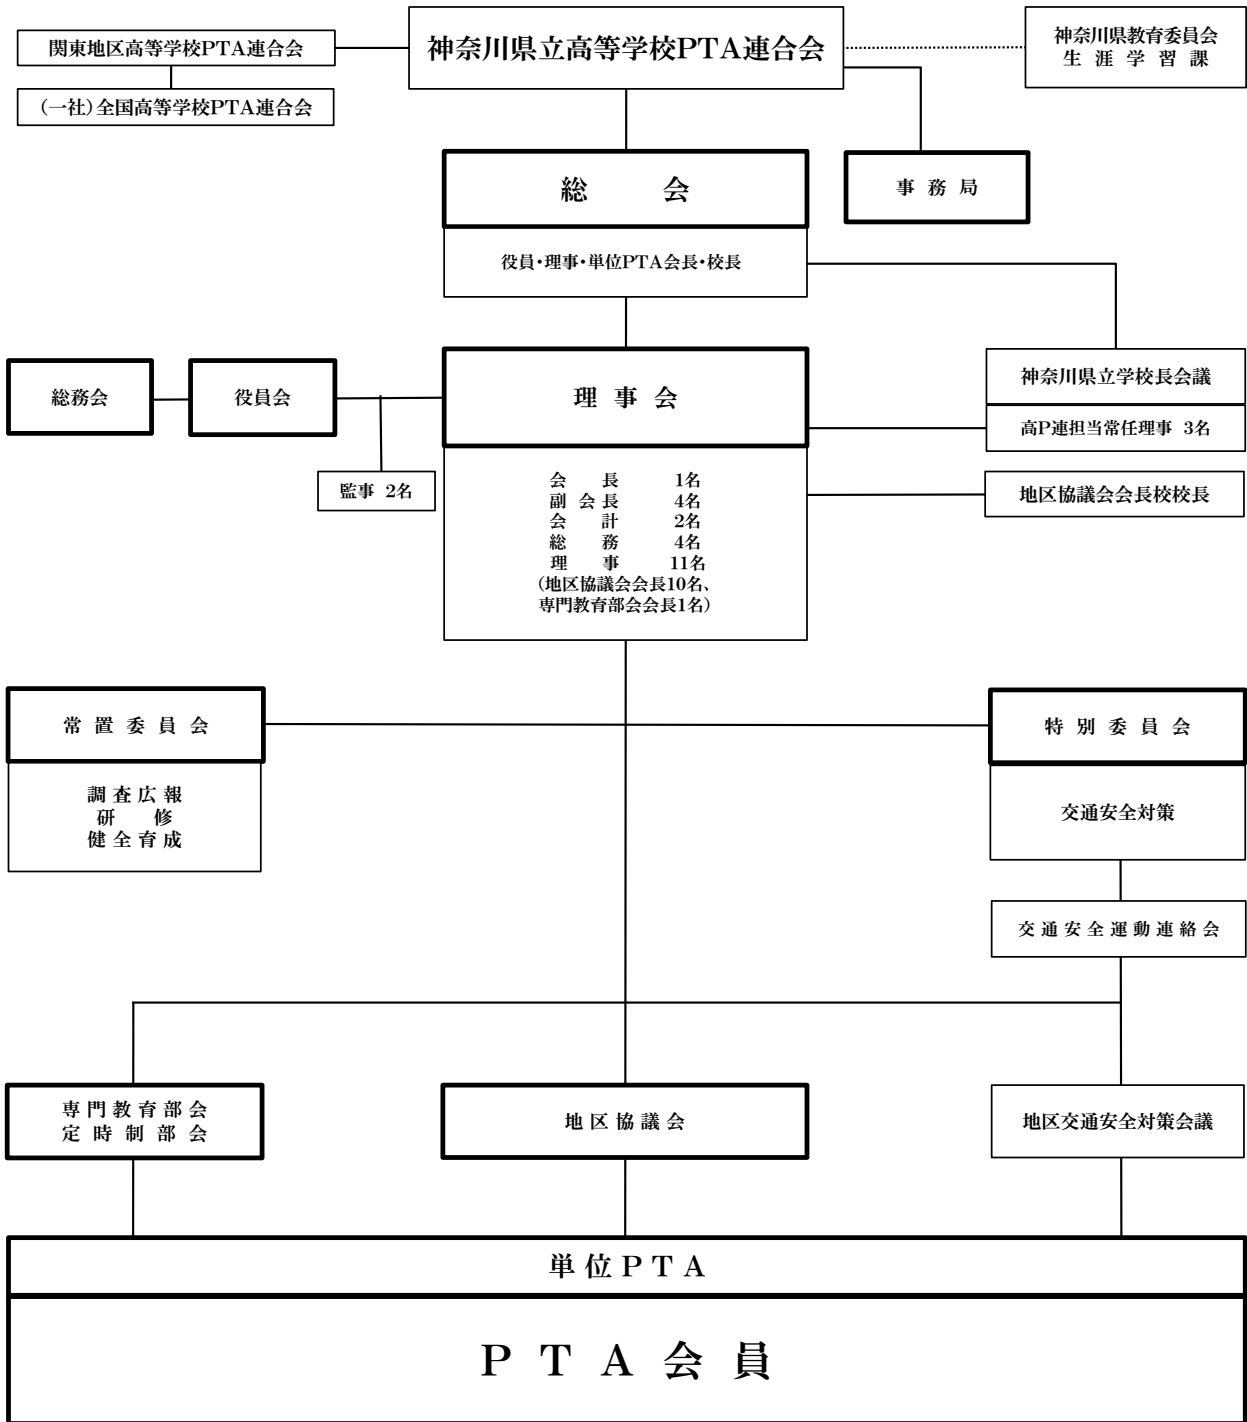 関東地区高等学校PTA連合会
神奈川県立高等学校PTA連合会
神奈川県教育委員会
生涯学習課
(一社)全国高等学校PTA連合会
総　会
事務局
役員・理事・単位PTA会長・校長
総務会
役員会
理事会
神奈川県立学校長会議
高P連担当常任理事 3名
監事 2名
会長 1名
副会長 4名
会計 2名
総務 4名
理事 11名
(地区協議会会長10名、
専門教育部会会長1名)
地区協議会会長校校長
常置委員会
調査広報
研修
健全育成
特別委員会
交通安全対策
交通安全運動連絡会
専門教育部会
定時制部会
地区協議会
地区交通安全対策会議
単位PTA
PTA会員